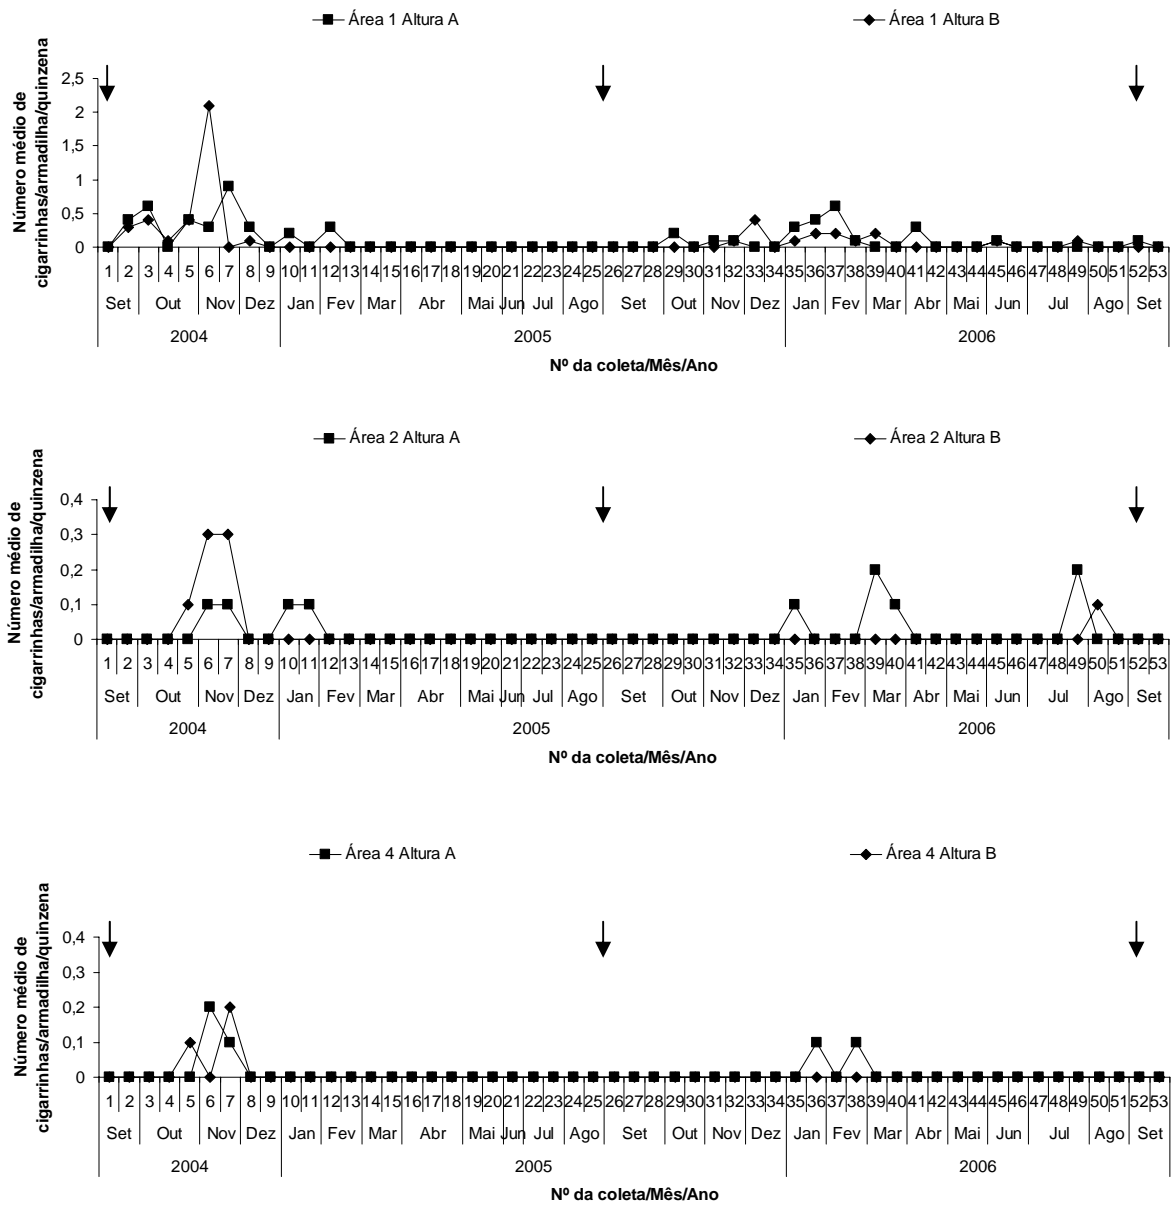 Área 1 Altura A Área 1 Altura B
Número médio de
cigarrinhas/armadilha/quinzena
2,5
2
1,5
1
0,5
0
1 2 3 4 5 6 7 8 9 10 11 12 13 14 15 16 17 18 19 20 21 22 23 24 25 26 27 28 29 30 31 32 33 34 35 36 37 38 39 40 41 42 43 44 45 46 47 48 49 50 51 52 53
Set Out Nov Dez Jan Fev Mar Abr Mai Jun Jul Ago Set Out Nov Dez Jan Fev Mar Abr Mai Jun Jul Ago Set
2004 2005 2006
Nº da coleta/Mês/Ano
Área 2 Altura A Área 2 Altura B
Número médio de
cigarrinhas/armadilha/quinzena
0,4
0,3
0,2
0,1
0
1 2 3 4 5 6 7 8 9 10 11 12 13 14 15 16 17 18 19 20 21 22 23 24 25 26 27 28 29 30 31 32 33 34 35 36 37 38 39 40 41 42 43 44 45 46 47 48 49 50 51 52 53
Set Out Nov Dez Jan Fev Mar Abr Mai Jun Jul Ago Set Out Nov Dez Jan Fev Mar Abr Mai Jun Jul Ago Set
2004 2005 2006
Nº da coleta/Mês/Ano
Área 4 Altura A Área 4 Altura B
Número médio de
cigarrinhas/armadilha/quinzena
0,4
0,3
0,2
0,1
0
1 2 3 4 5 6 7 8 9 10 11 12 13 14 15 16 17 18 19 20 21 22 23 24 25 26 27 28 29 30 31 32 33 34 35 36 37 38 39 40 41 42 43 44 45 46 47 48 49 50 51 52 53
Set Out Nov Dez Jan Fev Mar Abr Mai Jun Jul Ago Set Out Nov Dez Jan Fev Mar Abr Mai Jun Jul Ago Set
2004 2005 2006
Nº da coleta/Mês/Ano